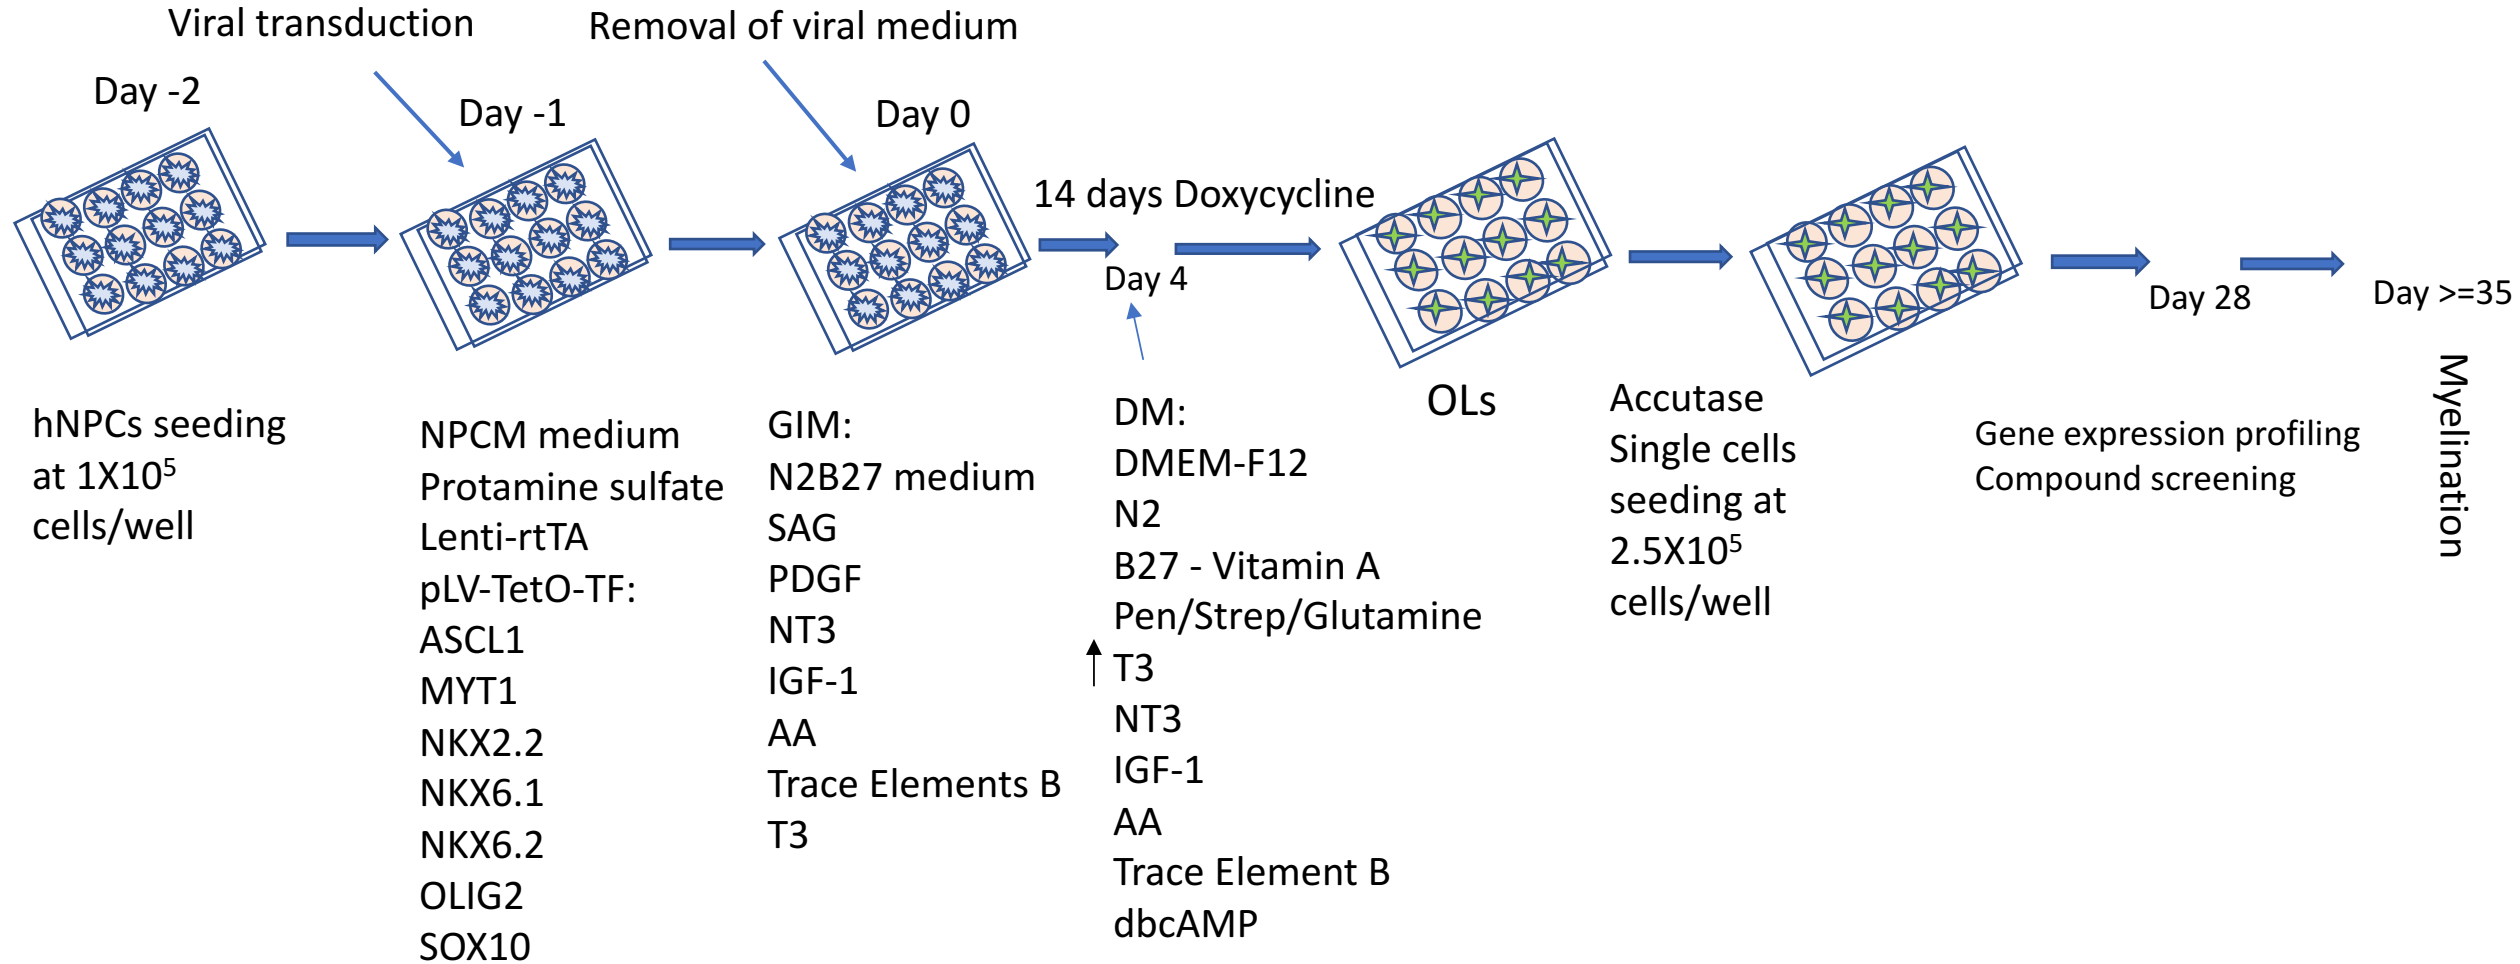 Viral transduction
Removal of viral medium
Day -2
Day -1
Day 0
14 days Doxycycline
Day 4
Day 28
Day >=35
hNPCs seeding
at 1X10⁵
cells/well
NPCM medium
Protamine sulfate
Lenti-rtTA
pLV-TetO-TF:
ASCL1
MYT1
NKX2.2
NKX6.1
NKX6.2
OLIG2
SOX10
GIM:
N2B27 medium
SAG
PDGF
NT3
IGF-1
AA
Trace Elements B
T3
DM:
DMEM-F12
N2
B27 - Vitamin A
Pen/Strep/Glutamine
T3
NT3
IGF-1
AA
Trace Element B
dbcAMP
OLs
Accutase
Single cells
seeding at
2.5X10⁵
cells/well
Gene expression profiling
Compound screening
Myelination